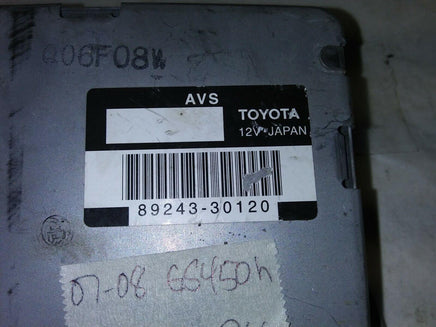 Q06F08W
AVS
TOYOTA
12V JAPAN
89243-30120
07-08 GS450h